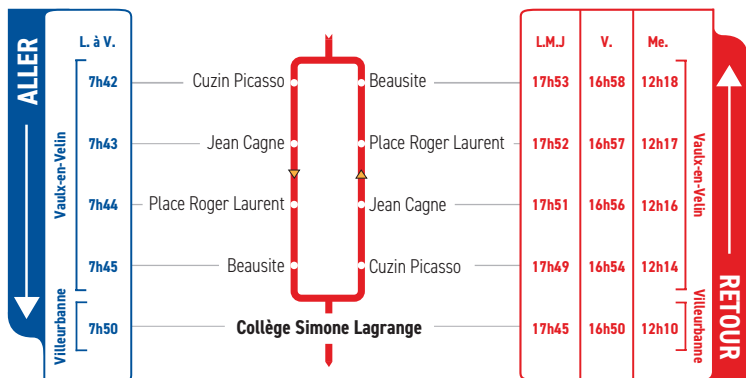 ALLER
L. à V.
L.M.J V. Me.
7h42 Cuzin Picasso Beausite 17h53 16h58 12h18
7h43 Jean Cagne Place Roger Laurent 17h52 16h57 12h17
7h44 Place Roger Laurent Jean Cagne 17h51 16h56 12h16
7h45 Beausite Cuzin Picasso 17h49 16h54 12h14
7h50 Collège Simone Lagrange 17h45 16h50 12h10
Vaulx-en-Velin
Villeurbanne
Vaulx-en-Velin
Villeurbanne
RETOUR